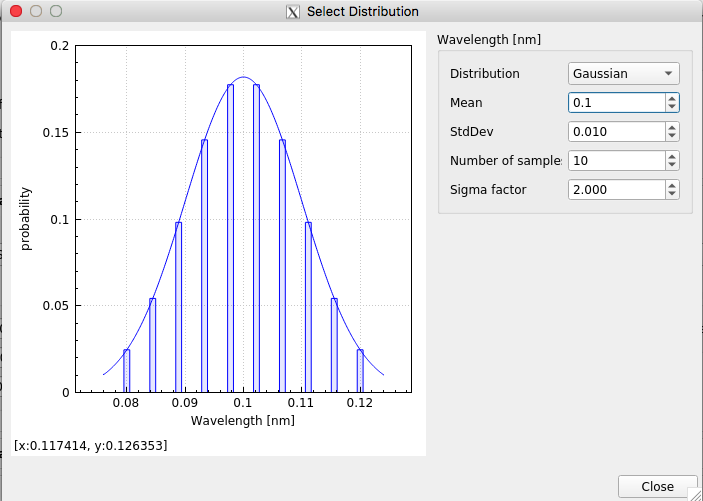 Select Distribution
Wavelength [nm]
Distribution Gaussian
Mean 0.1
StdDev 0.010
Number of sample 10
Sigma factor 2.000
probability
0.2
0.15
0.1
0.05
0
0.08 0.09 0.1 0.11 0.12
Wavelength [nm]
[x:0.117414, y:0.126353]
Close